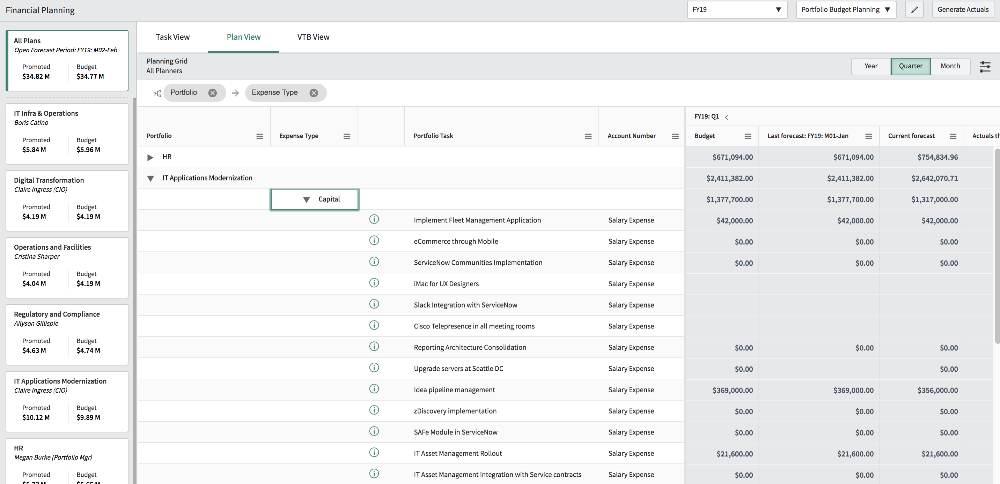 Financial Planning
FY19
Portfolio Budget Planning
Generate Actuals
All Plans
Open Forecast Period: FY19: M02-Feb
Promoted Budget
$34.82 M $34.77 M
IT Infra & Operations
Boris Catino
Promoted Budget
$5.84 M $5.96 M
Digital Transformation
Claire Ingress (CIO)
Promoted Budget
$4.19 M $4.19 M
Operations and Facilities
Cristina Sharper
Promoted Budget
$4.04 M $4.19 M
Regulatory and Compliance
Allyson Gillispie
Promoted Budget
$4.63 M $4.74 M
IT Applications Modernization
Claire Ingress (CIO)
Promoted Budget
$10.12 M $9.89 M
HR
Megan Burke (Portfolio Mgr)
Promoted Budget
Task View Plan View VTB View
Planning Grid
All Planners
Year Quarter Month
Portfolio Expense Type
FY19: Q1
Portfolio Expense Type Portfolio Task Account Number Budget Last forecast: FY19: M01-Jan Current forecast Actuals
HR $671,094.00 $671,094.00 $754,834.96
IT Applications Modernization $2,411,382.00 $2,411,382.00 $2,642,070.71
Capital $1,377,700.00 $1,377,700.00 $1,317,000.00
Implement Fleet Management Application Salary Expense $42,000.00 $42,000.00 $42,000.00
eCommerce through Mobile Salary Expense $0.00 $0.00 $0.00
ServiceNow Communities Implementation Salary Expense $0.00 $0.00 $0.00
iMac for UX Designers Salary Expense
Slack Integration with ServiceNow Salary Expense
Cisco Telepresence in all meeting rooms Salary Expense
Reporting Architecture Consolidation Salary Expense $0.00 $0.00 $0.00
Upgrade servers at Seattle DC Salary Expense $0.00 $0.00
Idea pipeline management Salary Expense $369,000.00 $369,000.00 $356,000.00
zDiscovery implementation Salary Expense $0.00 $0.00 $0.00
SAFe Module in ServiceNow Salary Expense $0.00 $0.00 $0.00
IT Asset Management Rollout Salary Expense $21,600.00 $21,600.00 $21,600.00
IT Asset Management integration with Service contracts Salary Expense $0.00 $0.00 $0.00